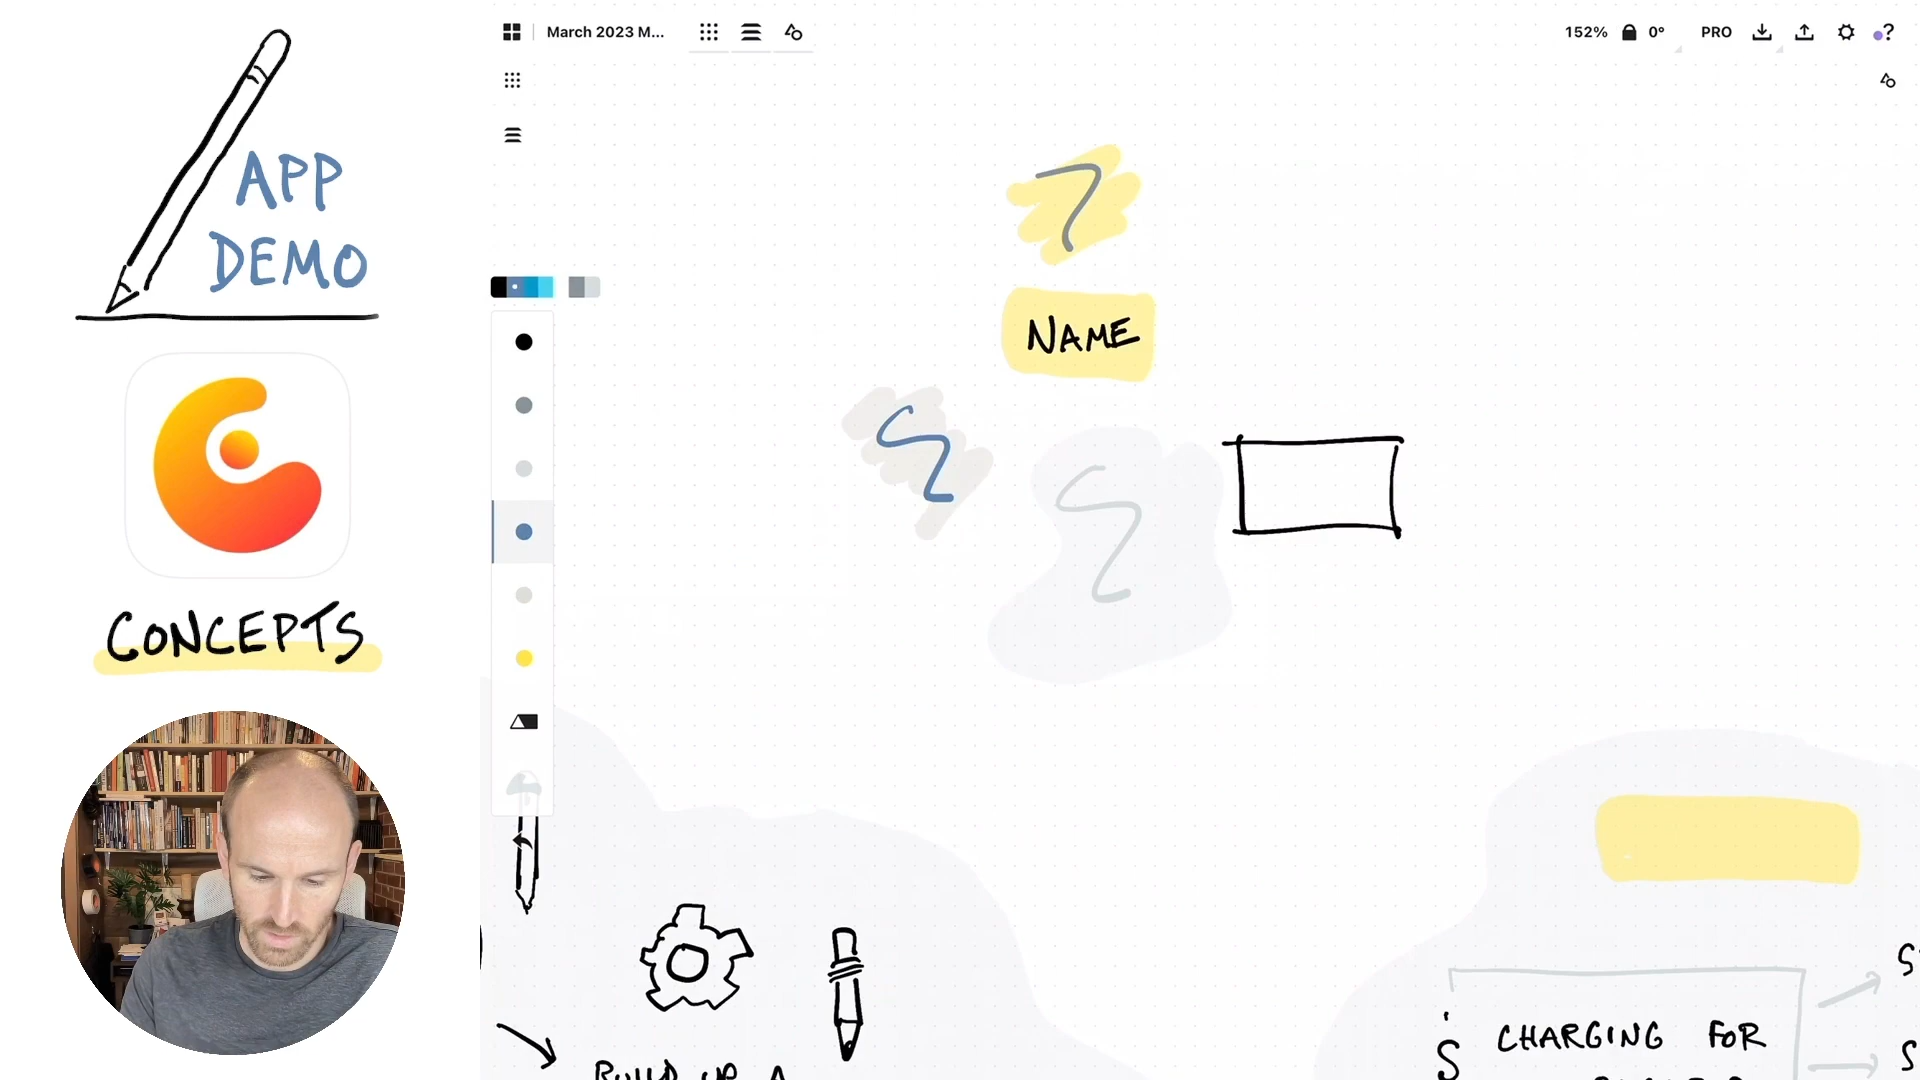 APP
DEMO
CONCEPTS
March 2023 M...
152%
0°
PRO
?
NAME
CHARGING FOR